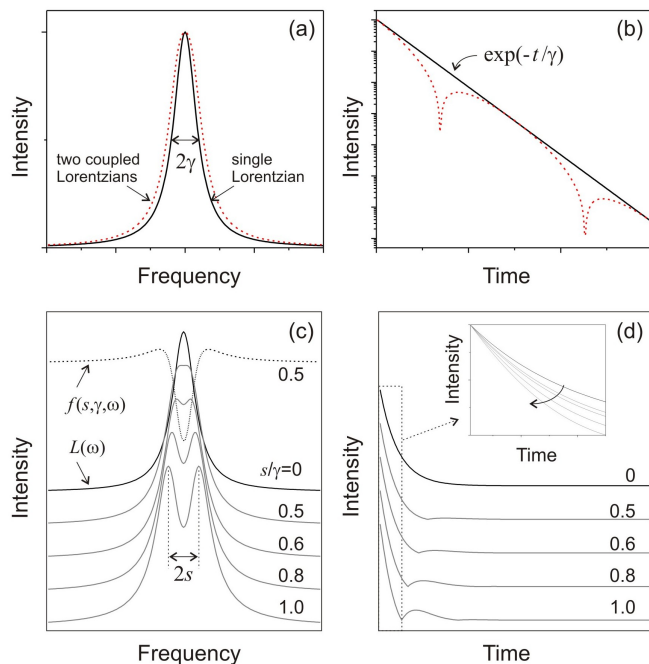 (a)
Intensity
two coupled
Lorentzians
2γ
single
Lorentzian
Frequency
(b)
Intensity
exp(-t/γ)
Time
(c)
Intensity
0.5
f(s,γ,ω)
L(ω)
s/γ=0
0.5
0.6
0.8
1.0
2s
Frequency
(d)
Intensity
Intensity
Time
0
0.5
0.6
0.8
1.0
Time